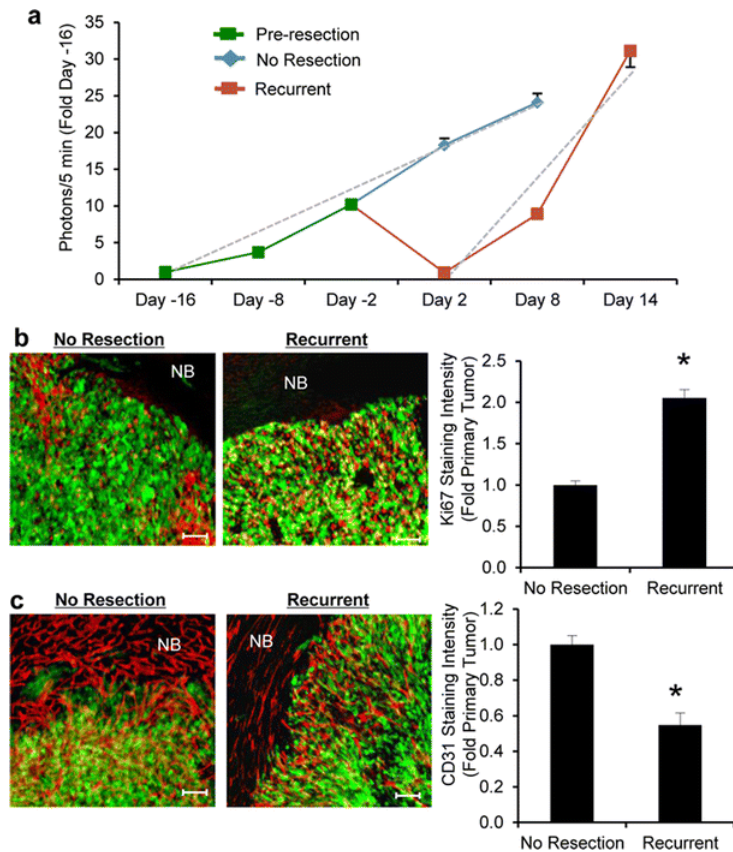 a
Photons/5 min (Fold Day -16)
35
30
25
20
15
10
5
0
Pre-resection
No Resection
Recurrent
Day -16 Day -8 Day -2 Day 2 Day 8 Day 14
b
No Resection Recurrent
NB NB
Ki67 Staining Intensity
(Fold Primary Tumor)
2.5
2.0
1.5
1.0
0.5
0.0
*
No Resection Recurrent
c
No Resection Recurrent
NB NB
CD31 Staining Intensity
(Fold Primary Tumor)
1.2
1.0
0.8
0.6
0.4
0.2
0.0
*
No Resection Recurrent